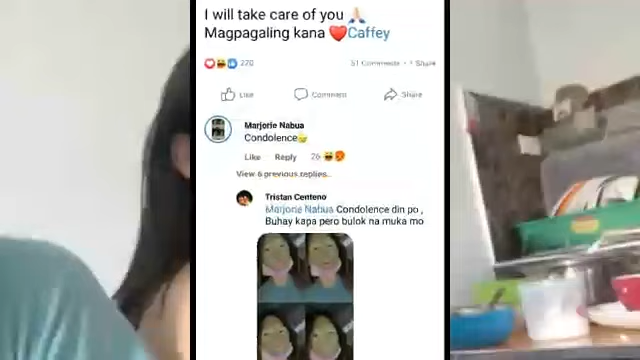 I will take care of you 🙏🏻
Magpagaling kana ❤️Caffey
270
51 Comments • 1 Share
Like
Comment
Share
Marjorie Nabua
Condolence
Like
Reply
26
View 6 previous replies...
Tristan Centeno
Marjorie Nabua Condolence din po ,
Buhay kapa pero bulok na muka mo